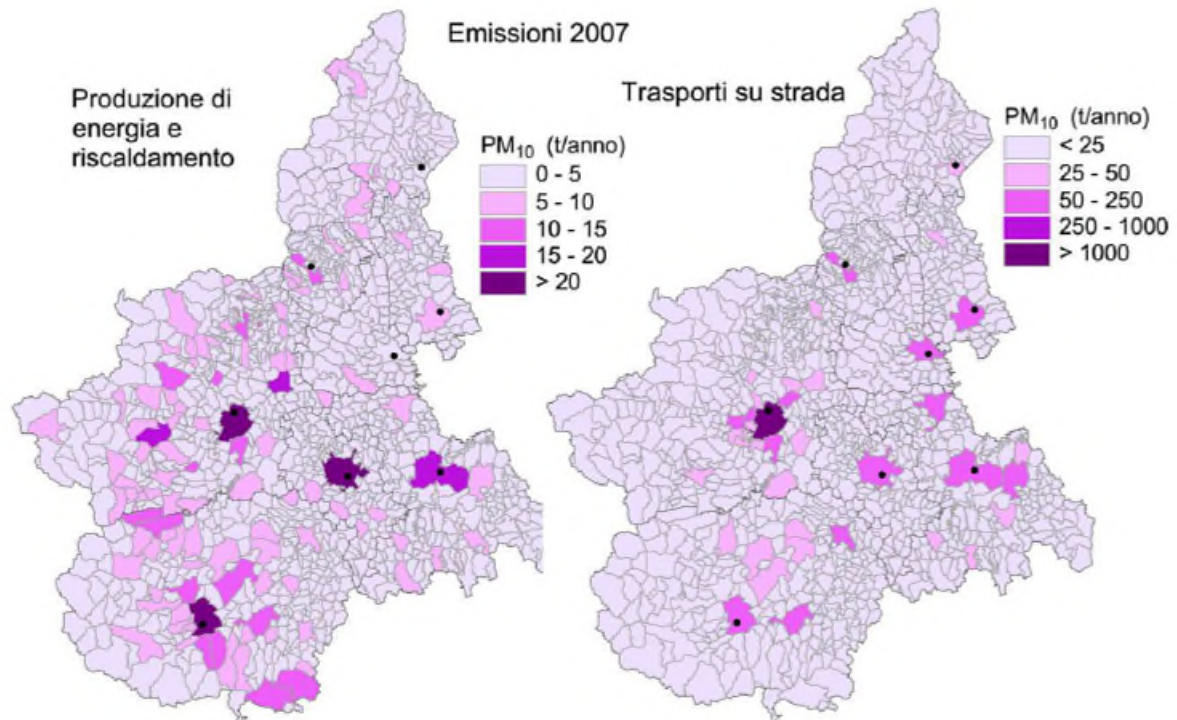 Emissioni 2007
Produzione di
energia e
riscaldamento
PM₁₀ (t/anno)
0 - 5
5 - 10
10 - 15
15 - 20
> 20
Trasporti su strada
PM₁₀ (t/anno)
< 25
25 - 50
50 - 250
250 - 1000
> 1000